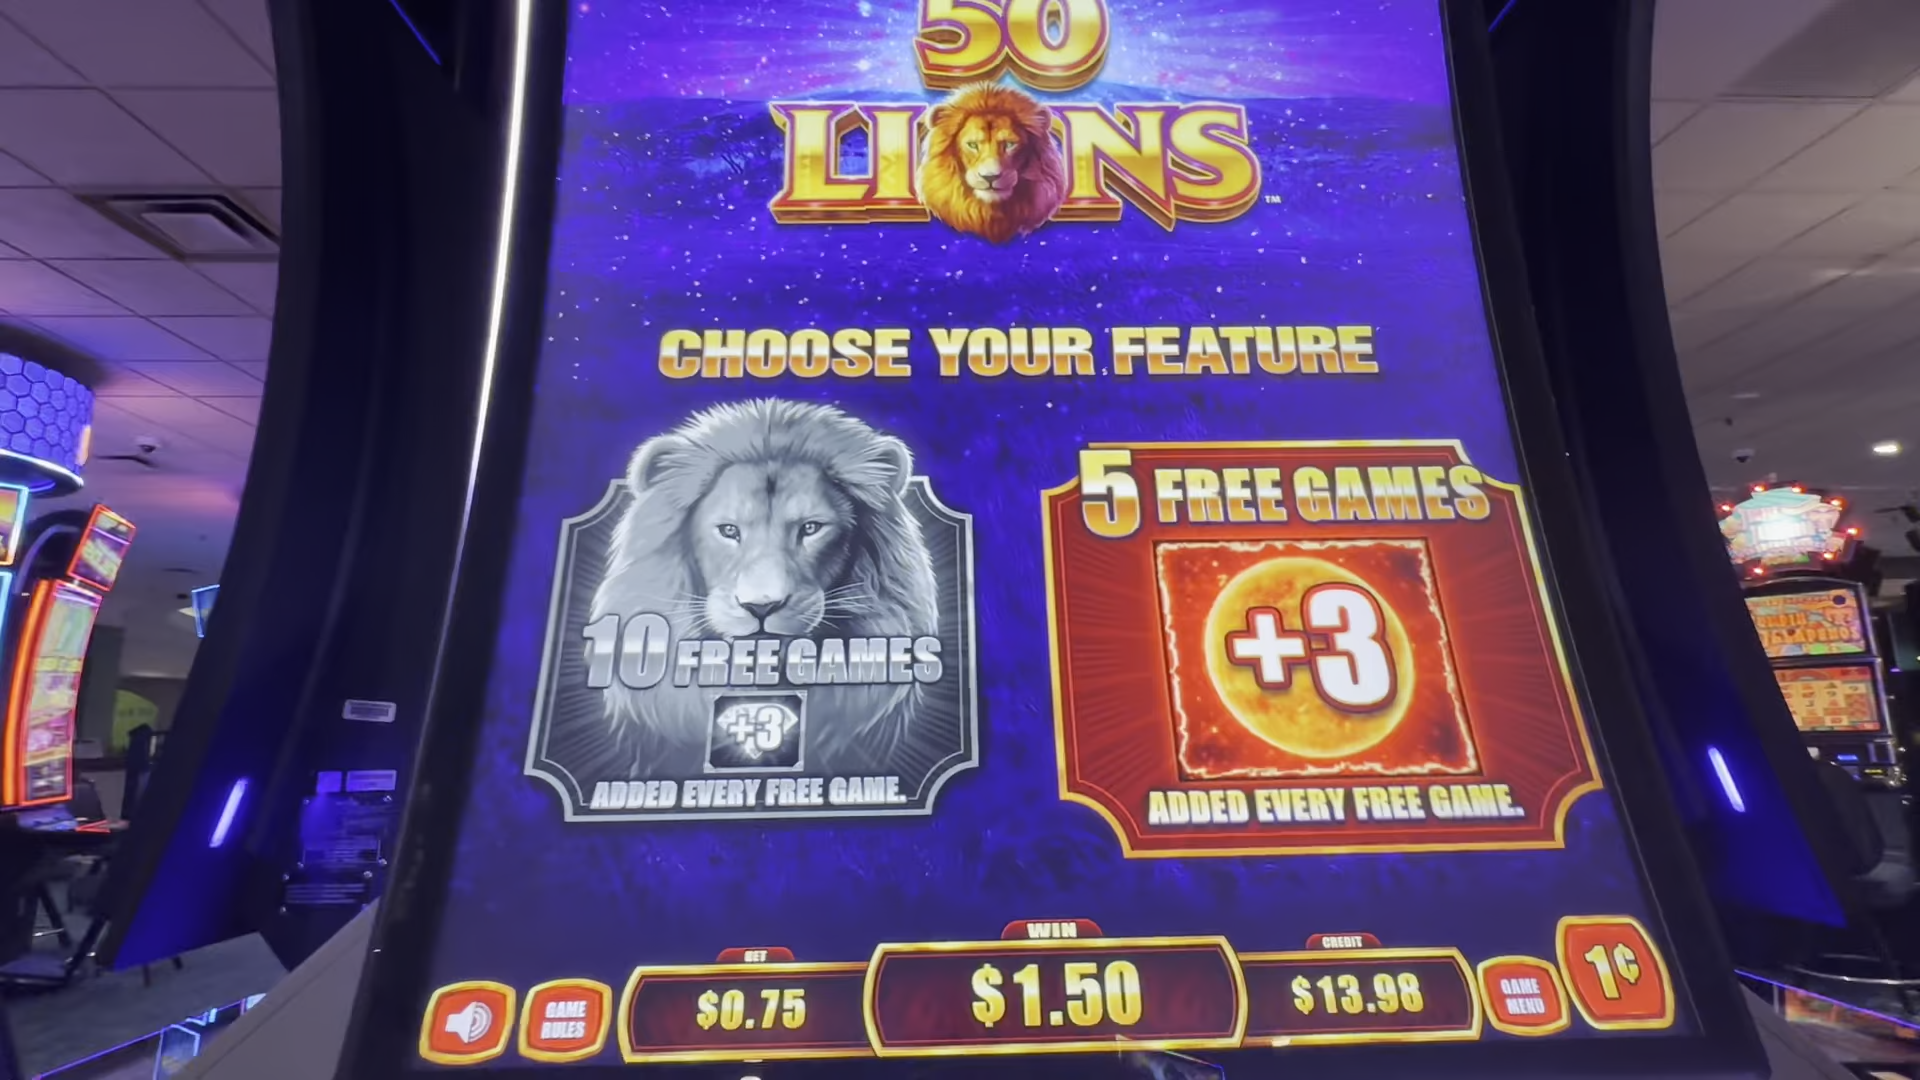 50
LIONS
™
CHOOSE YOUR FEATURE
10 FREE GAMES
+3
ADDED EVERY FREE GAME.
5 FREE GAMES
+3
ADDED EVERY FREE GAME.
GAME
RULES
BET
$0.75
WIN
$1.50
CREDIT
$13.98
GAME
MENU
1¢